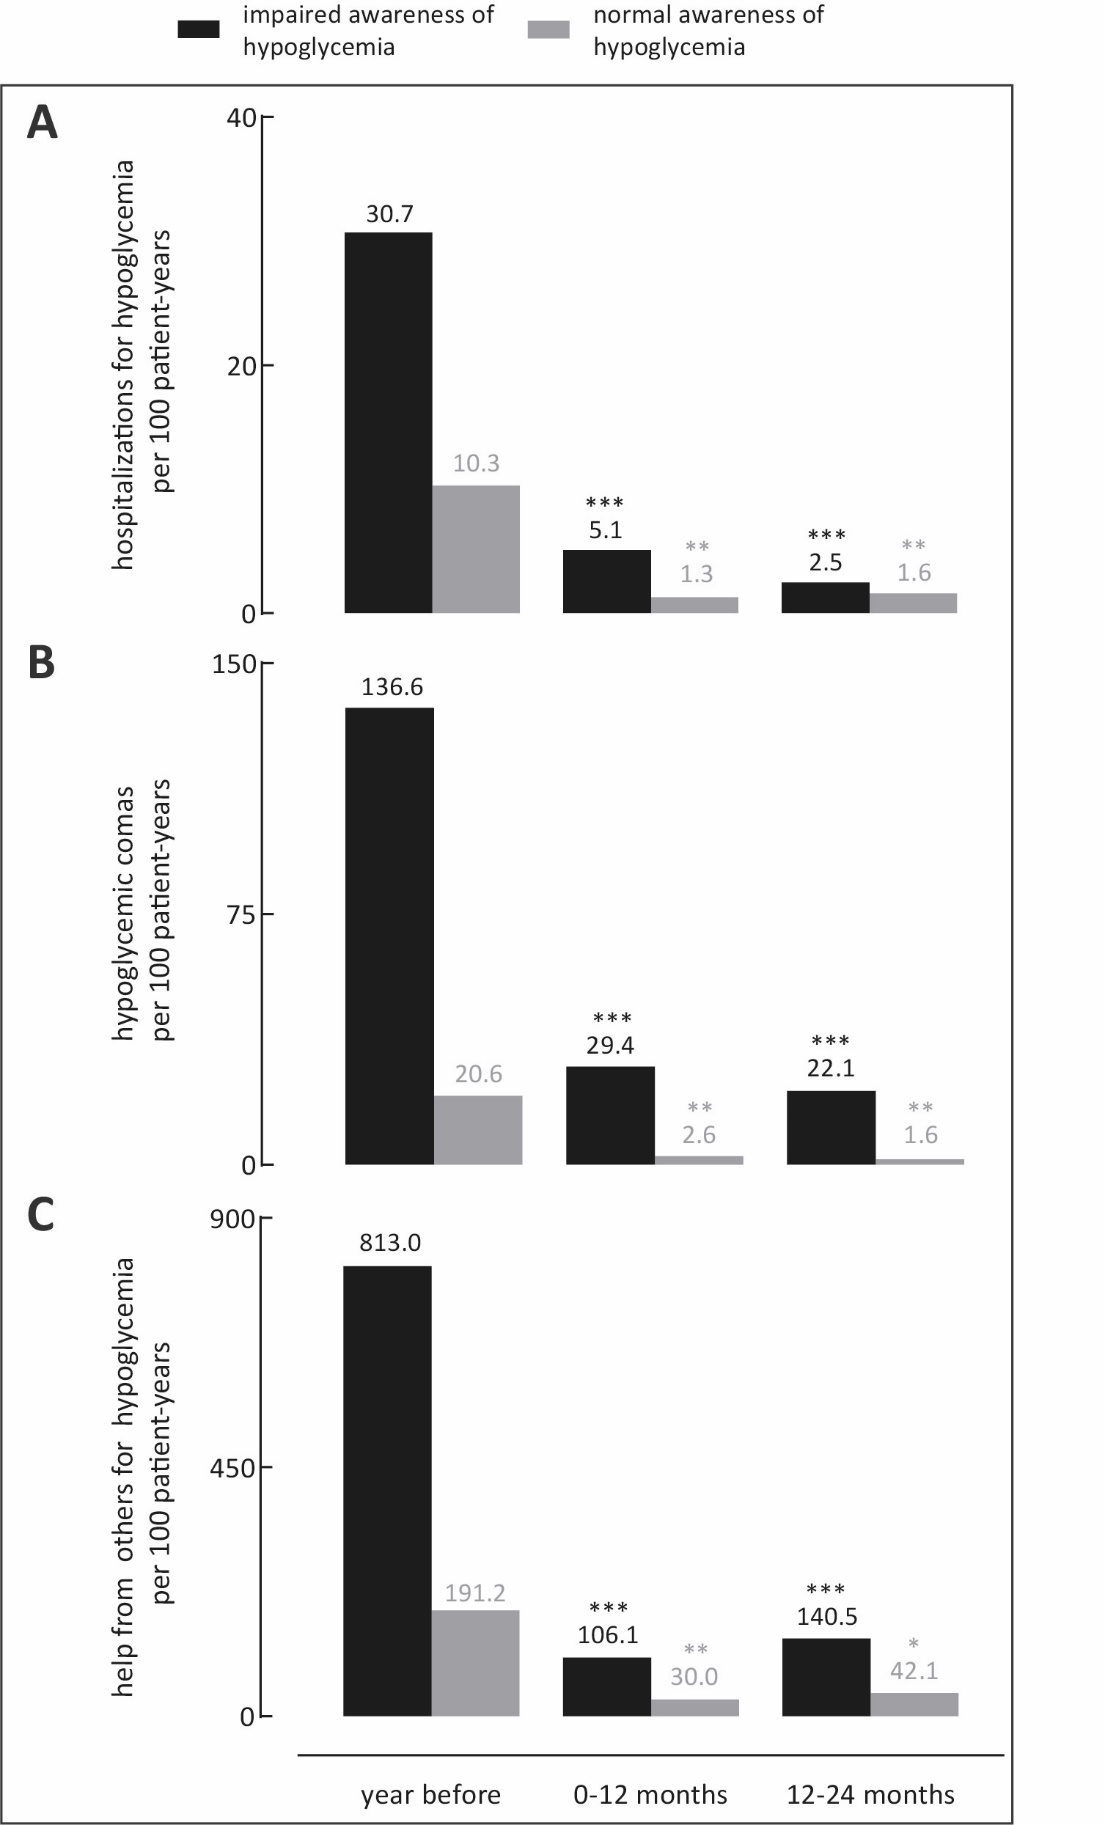 impaired awareness of
hypoglycemia
normal awareness of
hypoglycemia
A
hospitalizations for hypoglycemia
per 100 patient-years
40
20
0
30.7
10.3
***
5.1
**
1.3
***
2.5
**
1.6
B
hypoglycemic comas
per 100 patient-years
150
75
0
136.6
20.6
***
29.4
**
2.6
***
22.1
**
1.6
C
help from others for hypoglycemia
per 100 patient-years
900
450
0
813.0
191.2
***
106.1
**
30.0
***
140.5
*
42.1
year before
0-12 months
12-24 months